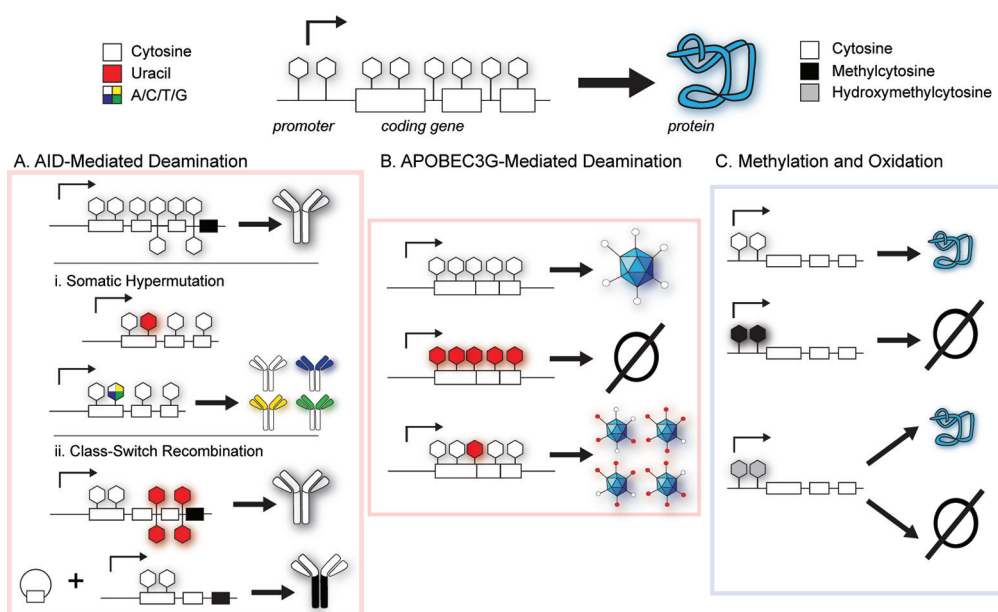 Cytosine
Uracil
A/C/T/G
promoter
coding gene
protein
Cytosine
Methylcytosine
Hydroxymethylcytosine
A. AID-Mediated Deamination
i. Somatic Hypermutation
ii. Class-Switch Recombination
B. APOBEC3G-Mediated Deamination
C. Methylation and Oxidation